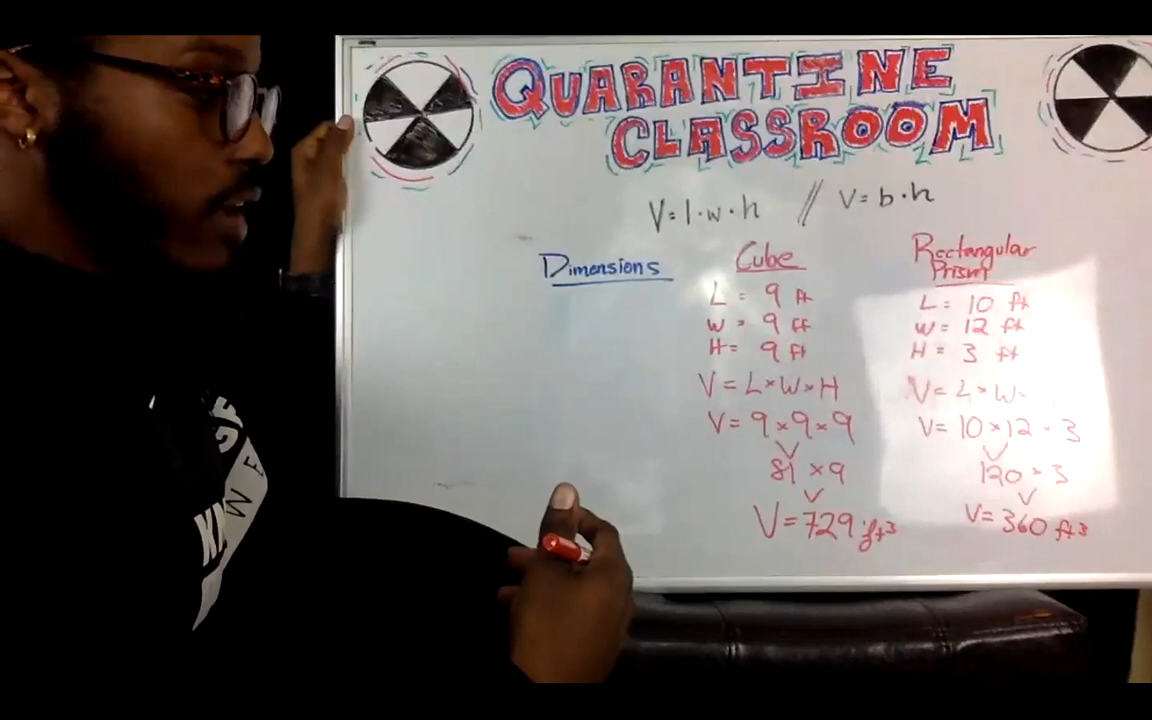 QUARANTINE
CLASSROOM
V=l·w·h // V=b·h
Dimensions
Cube
L = 9 ft
W = 9 ft
H= 9 ft
V=L×W×H
V= 9×9×9
81 ×9
V=729 ft³
Rectangular
Prism
L= 10 ft
W= 12 ft
H = 3 ft
V=L×W·
V= 10×12×3
120×3
V=360 ft³